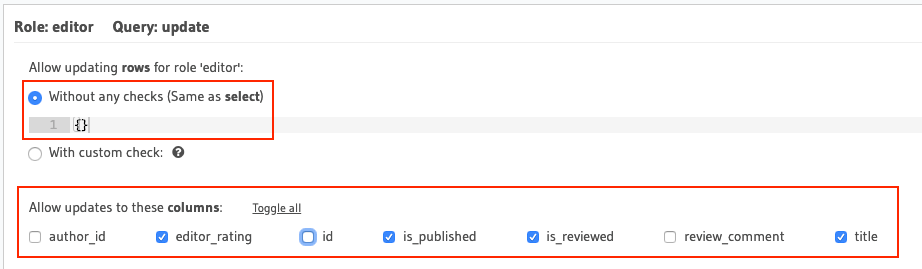 Role: editor Query: update
Allow updating rows for role 'editor':
Without any checks (Same as select)
1 {}
With custom check: ?
Allow updates to these columns: Toggle all
author_id editor_rating id is_published is_reviewed review_comment title